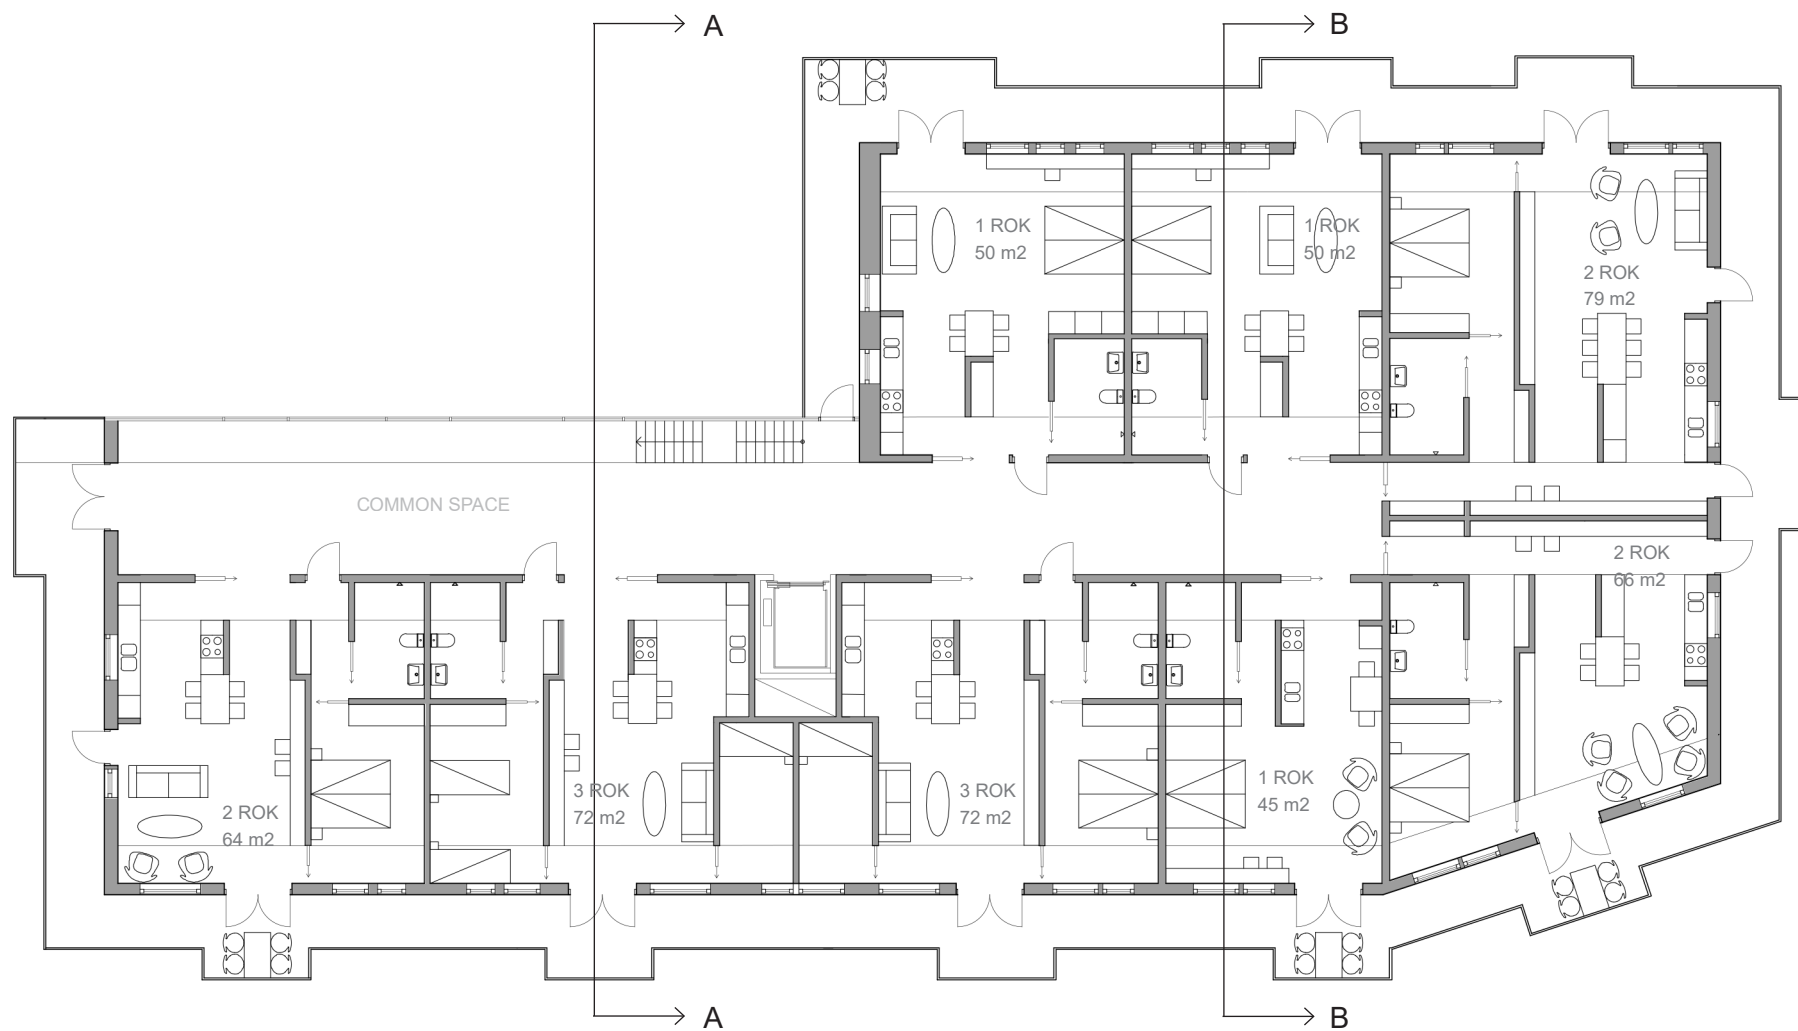 A
B
1 ROK
50 m2
1 ROK
50 m2
2 ROK
79 m2
COMMON SPACE
2 ROK
66 m2
2 ROK
64 m2
3 ROK
72 m2
3 ROK
72 m2
1 ROK
45 m2
A
B